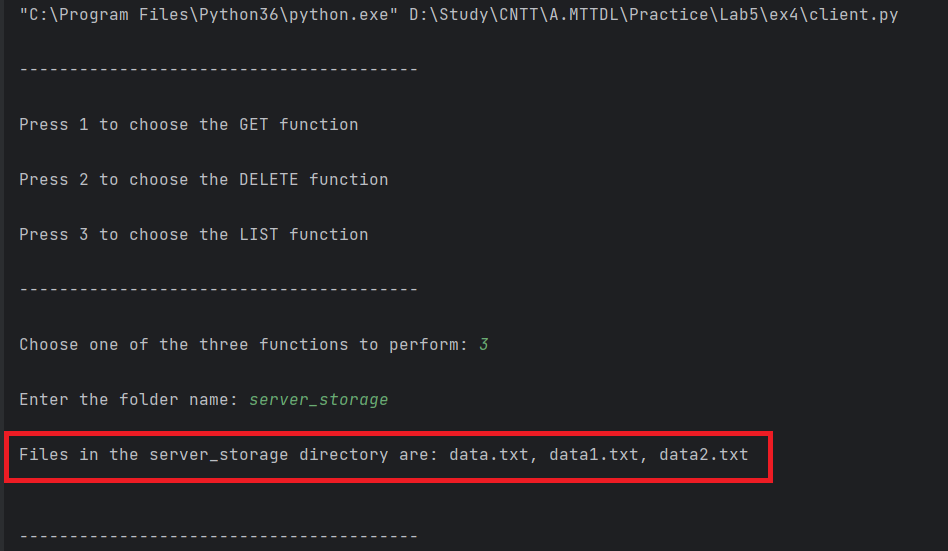 "C:\Program Files\Python36\python.exe" D:\Study\CNTT\A.MTTDL\Practice\Lab5\ex4\client.py
----------------------------------------
Press 1 to choose the GET function
Press 2 to choose the DELETE function
Press 3 to choose the LIST function
----------------------------------------
Choose one of the three functions to perform: 3
Enter the folder name: server_storage
Files in the server_storage directory are: data.txt, data1.txt, data2.txt
----------------------------------------